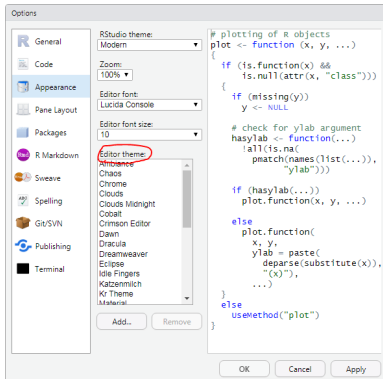 Options
R General
Code
Appearance
Pane Layout
Packages
R Markdown
Sweave
ABC Spelling
Git/SVN
Publishing
Terminal
RStudio theme:
Modern
Zoom:
100%
Editor font:
Lucida Console
Editor font size:
10
Editor theme:
Ambiance
Chaos
Chrome
Clouds
Clouds Midnight
Cobalt
Crimson Editor
Dawn
Dracula
Dreamweaver
Eclipse
Idle Fingers
Katzenmilch
Kr Theme
Material
Add...
Remove
# plotting of R objects
plot <- function (x, y, ...)
{
  if (is.function(x) &&
      is.null(attr(x, "class")))
  {
    if (missing(y))
      y <- NULL

    # check for ylab argument
    hasylab <- function(...)
      !all(is.na(
        pmatch(names(list(...)),
              "ylab")))

    if (hasylab(...))
      plot.function(x, y, ...)

    else
      plot.function(
        x, y,
        ylab = paste(
          deparse(substitute(x)),
          "(x)"),
        ...)
  }
  else
    UseMethod("plot")
}
OK
Cancel
Apply